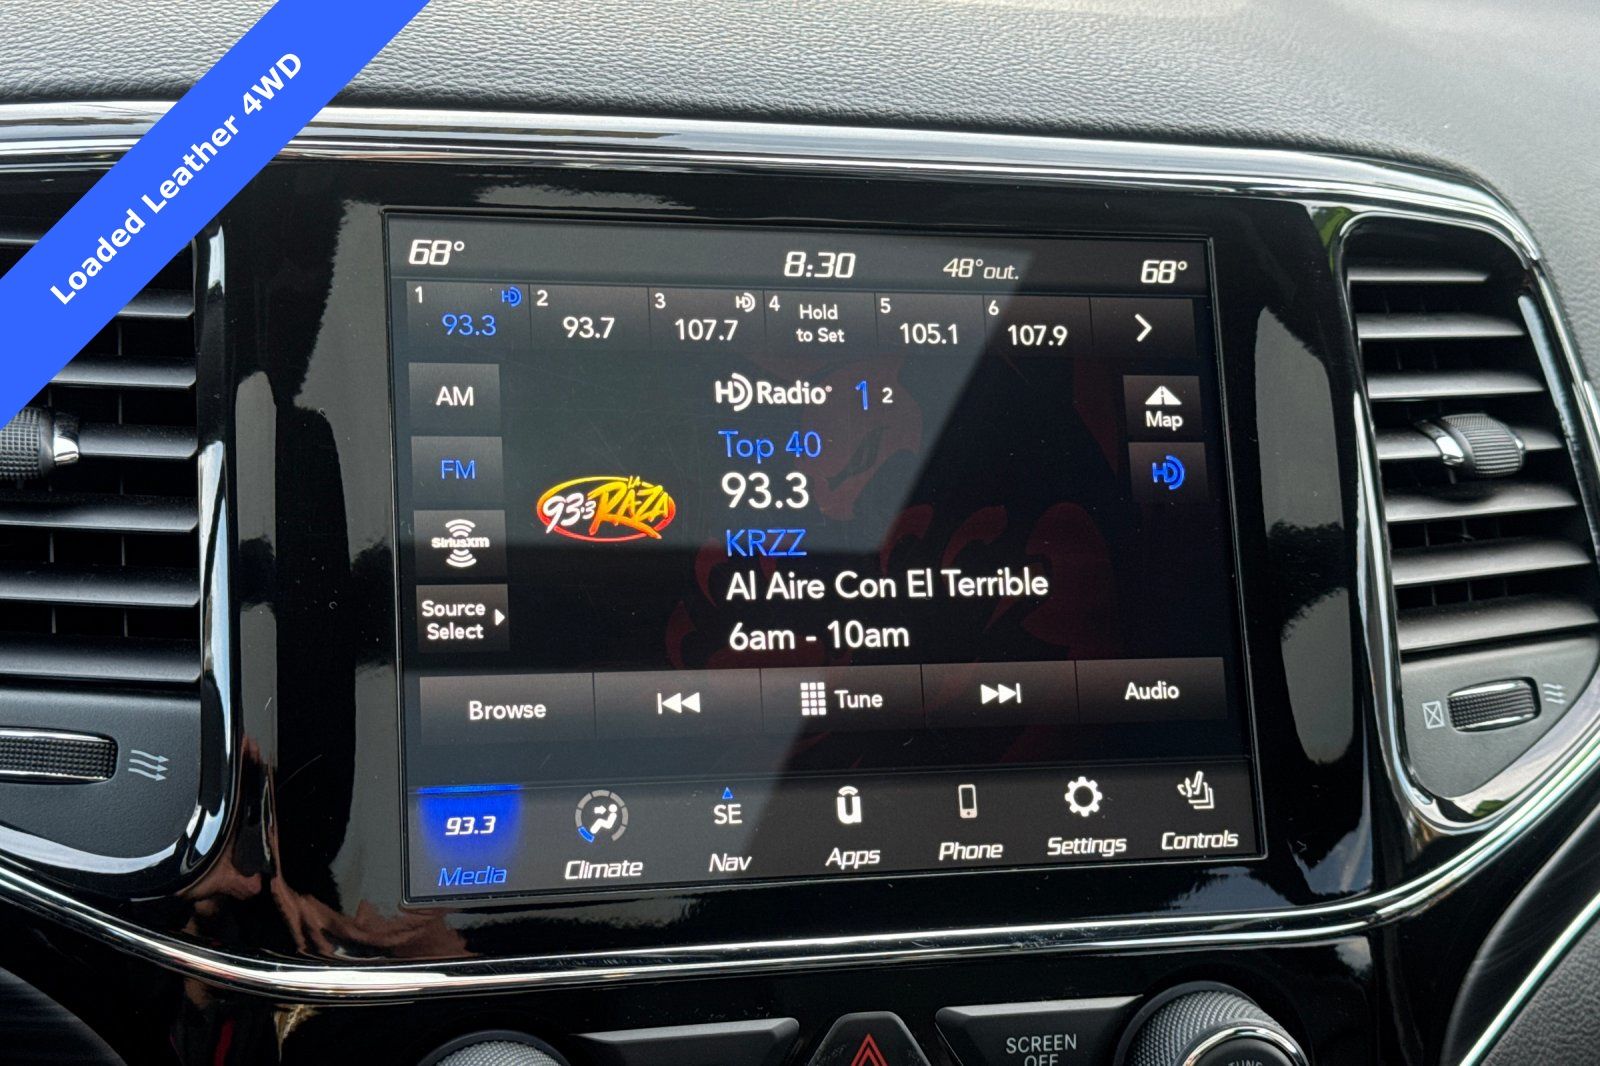 Loaded Leather 4WD
68°
8:30
48°out.
68°
1
93.3
2
93.7
3
107.7
4
Hold
to Set
5
105.1
6
107.9
AM
HD Radio® 1 2
Map
Top 40
FM
93.3
HD
93.3 LA RAZA
KRZZ
SiriusXM
Al Aire Con El Terrible
Source
Select
6am - 10am
Browse
Tune
Audio
93.3
Media
Climate
SE
Nav
Apps
Phone
Settings
Controls
SCREEN
OFF
TUNE